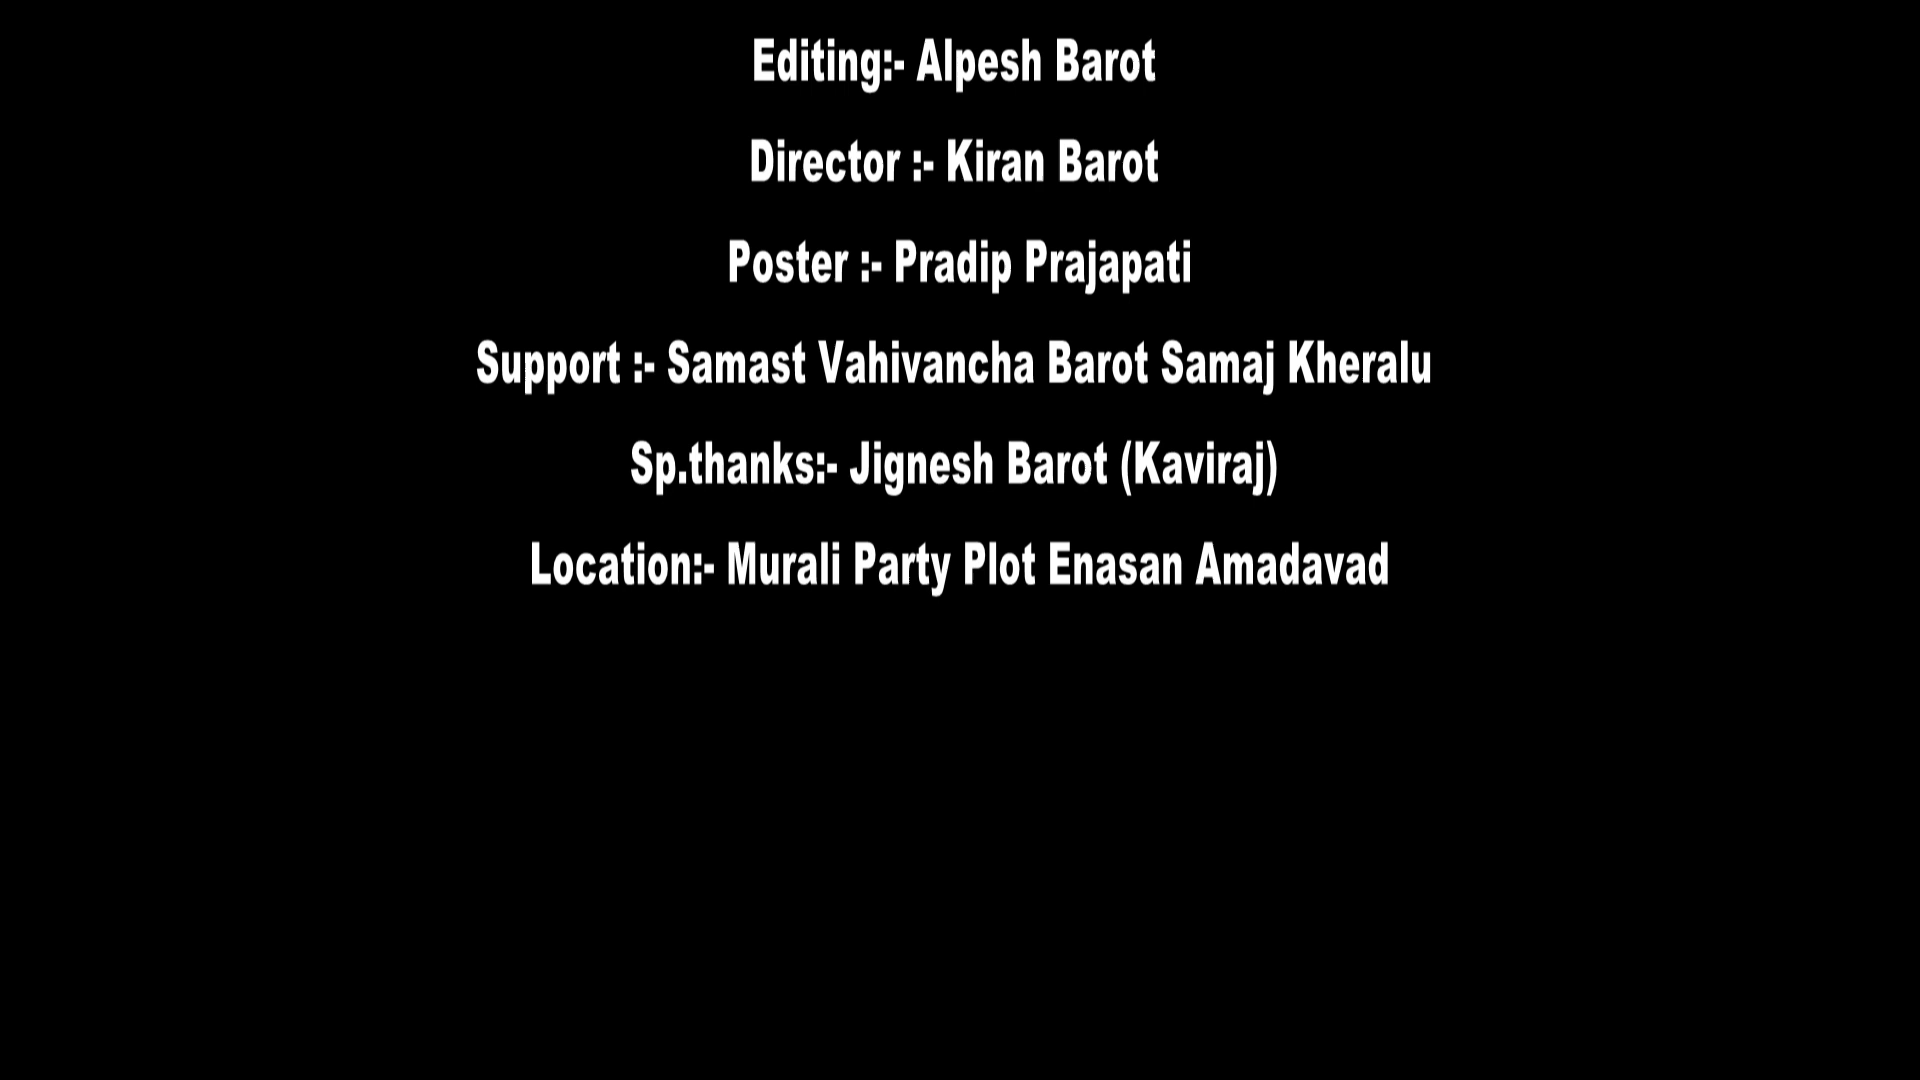 Editing:- Alpesh Barot
Director :- Kiran Barot
Poster :- Pradip Prajapati
Support :- Samast Vahivancha Barot Samaj Kheralu
Sp.thanks:- Jignesh Barot (Kaviraj)
Location:- Murali Party Plot Enasan Amadavad